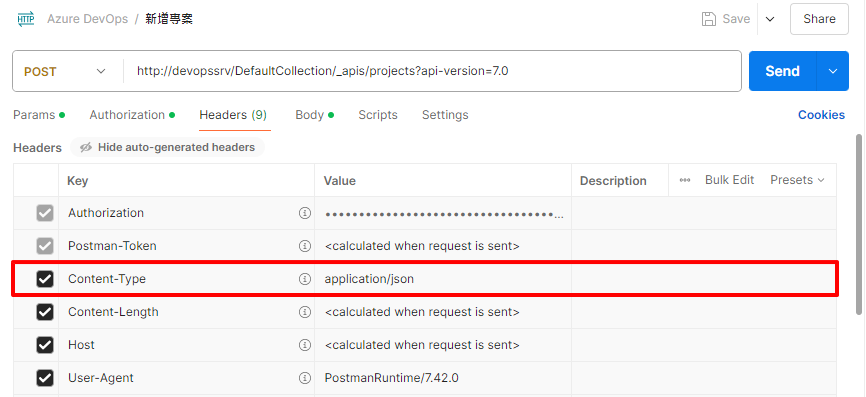 HTTP Azure DevOps / 新增專案 Save Share
POST http://devopssrv/DefaultCollection/_apis/projects?api-version=7.0 Send
Params Authorization Headers (9) Body Scripts Settings Cookies
Headers Hide auto-generated headers
Key Value Description ••• Bulk Edit Presets
Authorization ••••••••••••••••••••••••••••••••••...
Postman-Token <calculated when request is sent>
Content-Type application/json
Content-Length <calculated when request is sent>
Host <calculated when request is sent>
User-Agent PostmanRuntime/7.42.0